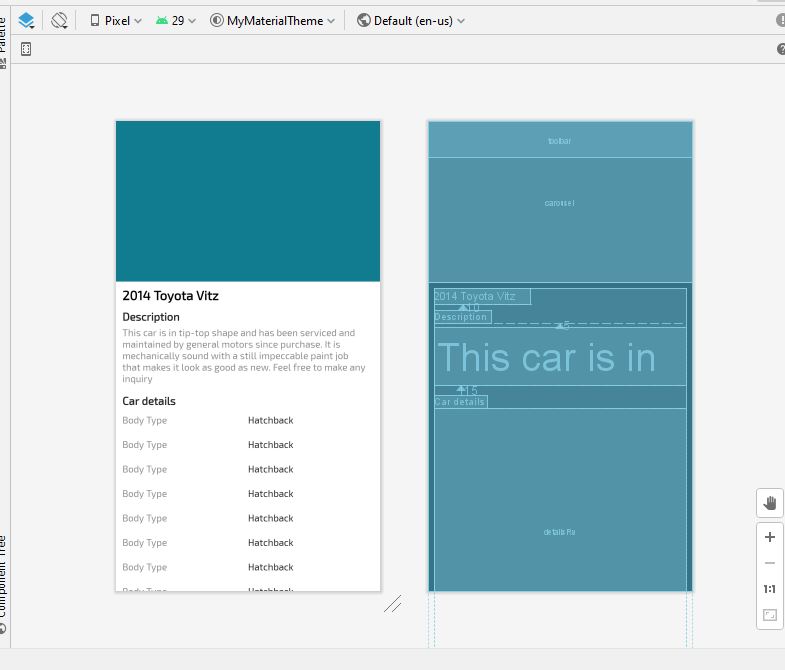 Palette
Pixel
29
MyMaterialTheme
Default (en-us)
2014 Toyota Vitz
Description
This car is in tip-top shape and has been serviced and
maintained by general motors since purchase. It is
mechanically sound with a still impeccable paint job
that makes it look as good as new. Feel free to make any
inquiry
Car details
Body Type Hatchback
Body Type Hatchback
Body Type Hatchback
Body Type Hatchback
Body Type Hatchback
Body Type Hatchback
Body Type Hatchback
Body Type Hatchback
toolbar
carousel
2014 Toyota Vitz
10
Description
5
This car is in
15
Car details
detailsRv
Component Tree
1:1